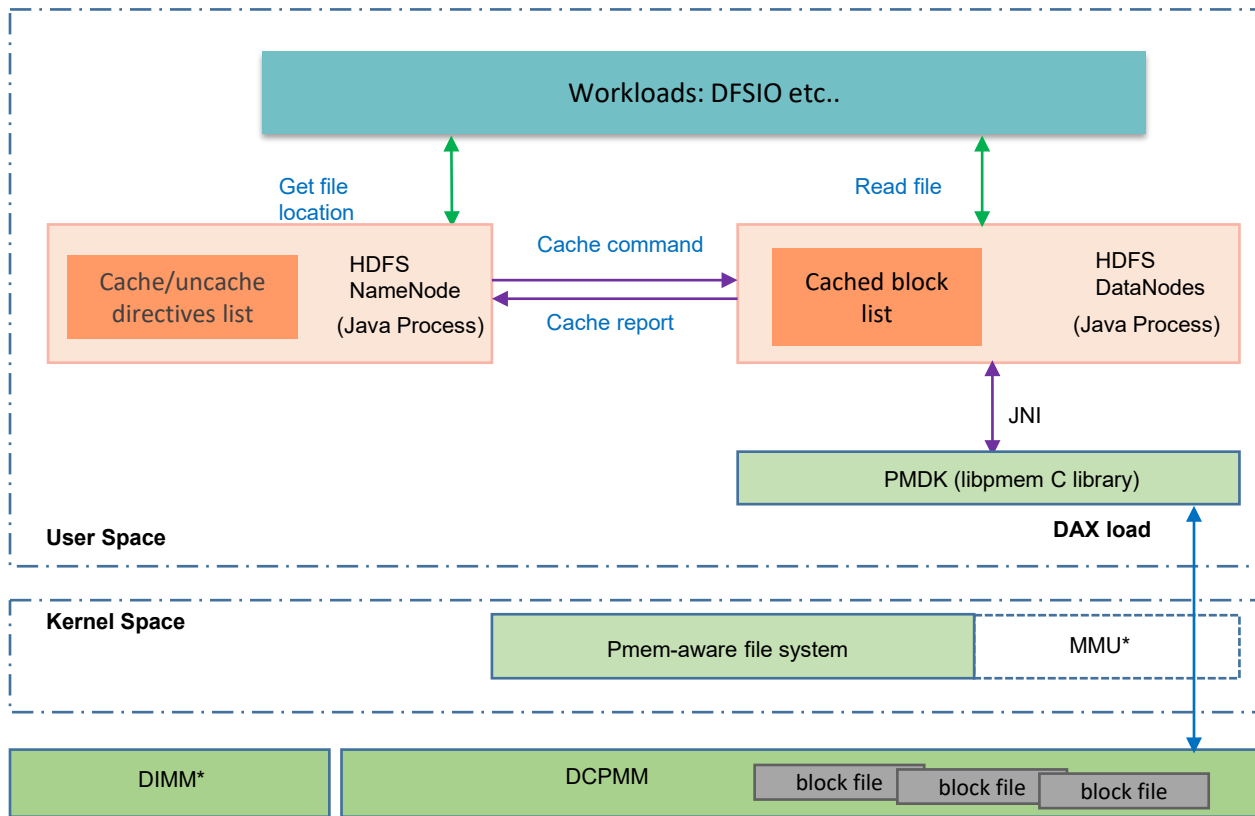 Workloads: DFSIO etc..
Get file
location
Read file
Cache/uncache
directives list
HDFS
NameNode
(Java Process)
Cache command
Cache report
Cached block
list
HDFS
DataNodes
(Java Process)
JNI
PMDK (libpmem C library)
User Space
DAX load
Kernel Space
Pmem-aware file system
MMU*
DIMM*
DCPMM
block file
block file
block file